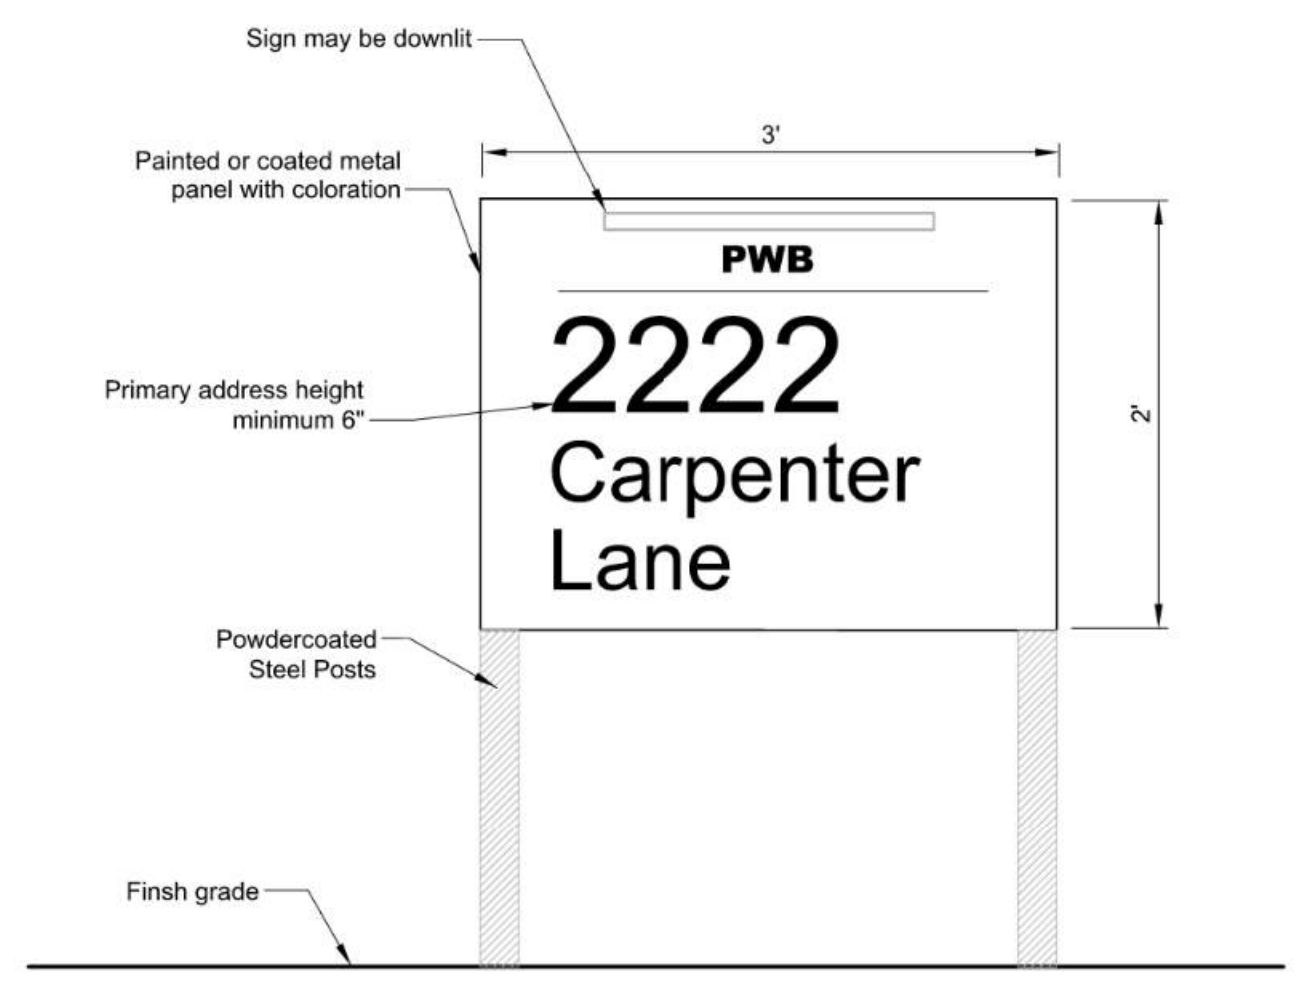 Sign may be downlit
3'
Painted or coated metal
panel with coloration
PWB
2222
Primary address height
minimum 6"
2'
Carpenter
Lane
Powdercoated
Steel Posts
Finsh grade